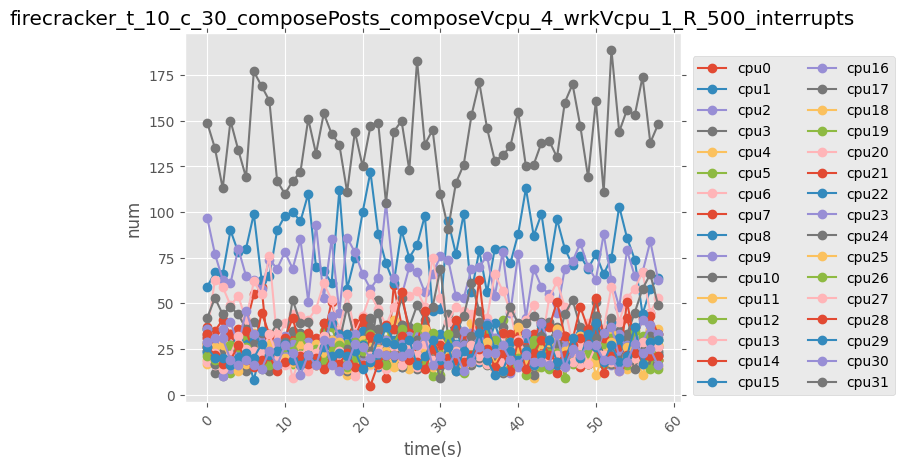 firecracker_t_10_c_30_composePosts_composeVcpu_4_wrkVcpu_1_R_500_interrupts
175
150
125
100
75
50
25
0
num
0 10 20 30 40 50 60
time(s)
cpu0 cpu16
cpu1 cpu17
cpu2 cpu18
cpu3 cpu19
cpu4 cpu20
cpu5 cpu21
cpu6 cpu22
cpu7 cpu23
cpu8 cpu24
cpu9 cpu25
cpu10 cpu26
cpu11 cpu27
cpu12 cpu28
cpu13 cpu29
cpu14 cpu30
cpu15 cpu31